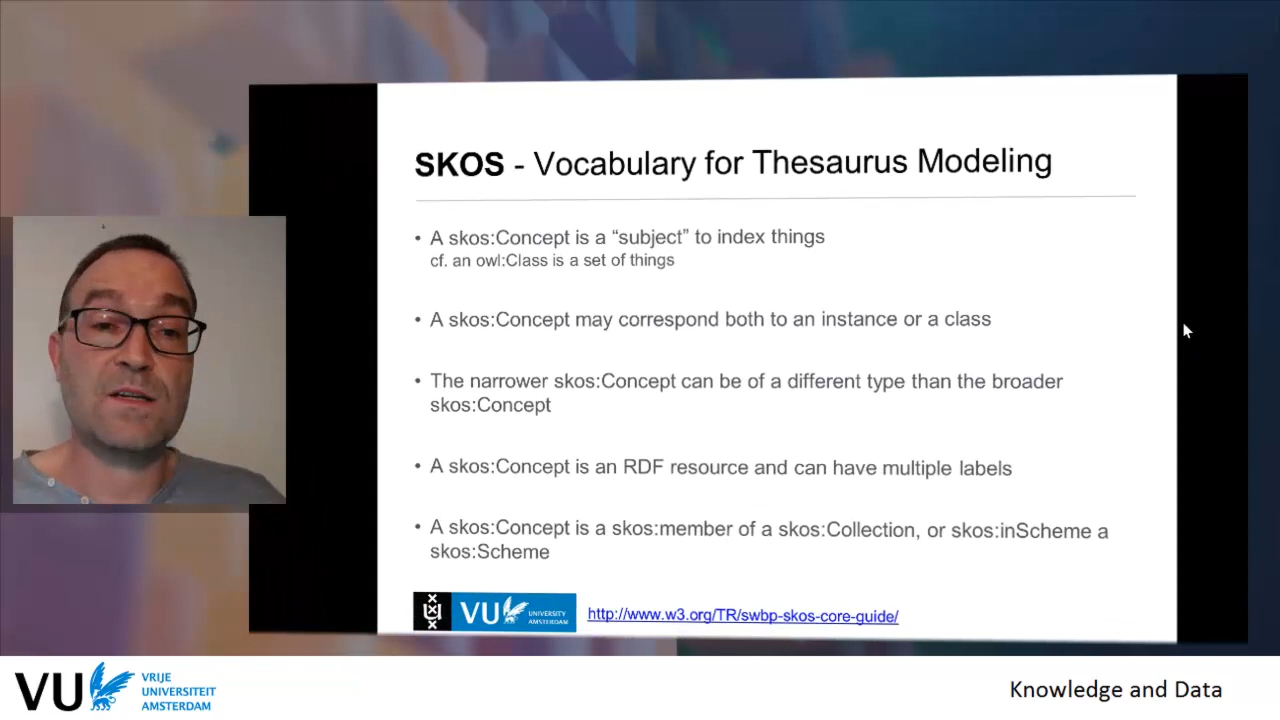 SKOS - Vocabulary for Thesaurus Modeling
• A skos:Concept is a “subject” to index things
cf. an owl:Class is a set of things
• A skos:Concept may correspond both to an instance or a class
• The narrower skos:Concept can be of a different type than the broader
skos:Concept
• A skos:Concept is an RDF resource and can have multiple labels
• A skos:Concept is a skos:member of a skos:Collection, or skos:inScheme a
skos:Scheme
VU UNIVERSITY
AMSTERDAM
http://www.w3.org/TR/swbp-skos-core-guide/
VU VRIJE
UNIVERSITEIT
AMSTERDAM
Knowledge and Data